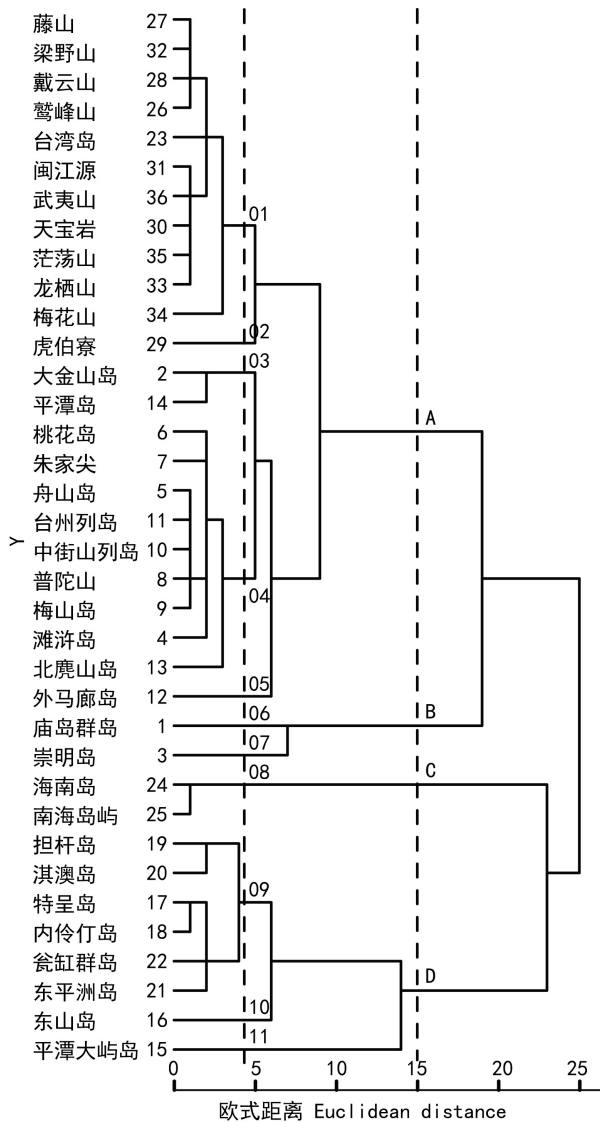 藤山 27
梁野山 32
戴云山 28
鹫峰山 26
台湾岛 23
闽江源 31
武夷山 36
01
天宝岩 30
茫荡山 35
龙栖山 33
梅花山 34
02
虎伯寮 29
03
大金山岛 2
平潭岛 14
桃花岛 6
A
朱家尖 7
舟山岛 5
台州列岛 11
Y
中街山列岛 10
普陀山 8
04
梅山岛 9
滩浒岛 4
北麂山岛 13
05
外马廊岛 12
06
B
庙岛群岛 1
07
崇明岛 3
08
C
海南岛 24
南海岛屿 25
担杆岛 19
淇澳岛 20
09
特呈岛 17
内伶仃岛 18
瓮缸群岛 22
D
东平洲岛 21
10
东山岛 16
11
平潭大屿岛 15
0 5 10 15 20 25
欧式距离 Euclidean distance